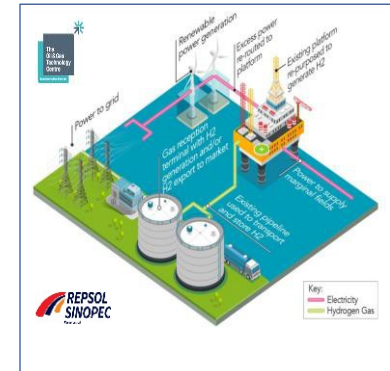 The
Oil & Gas
Technology
Centre
Renewable
power generation
Excess power
re-routed to
platform
Existing platform
re-purposed to
generate H2
Power to grid
Gas reception
terminal with H2
generation and/or
H2 export to market
Power to supply
marginal fields
Existing pipeline
used to transport
and store H2
Key:
Electricity
Hydrogen Gas
REPSOL
SINOPEC